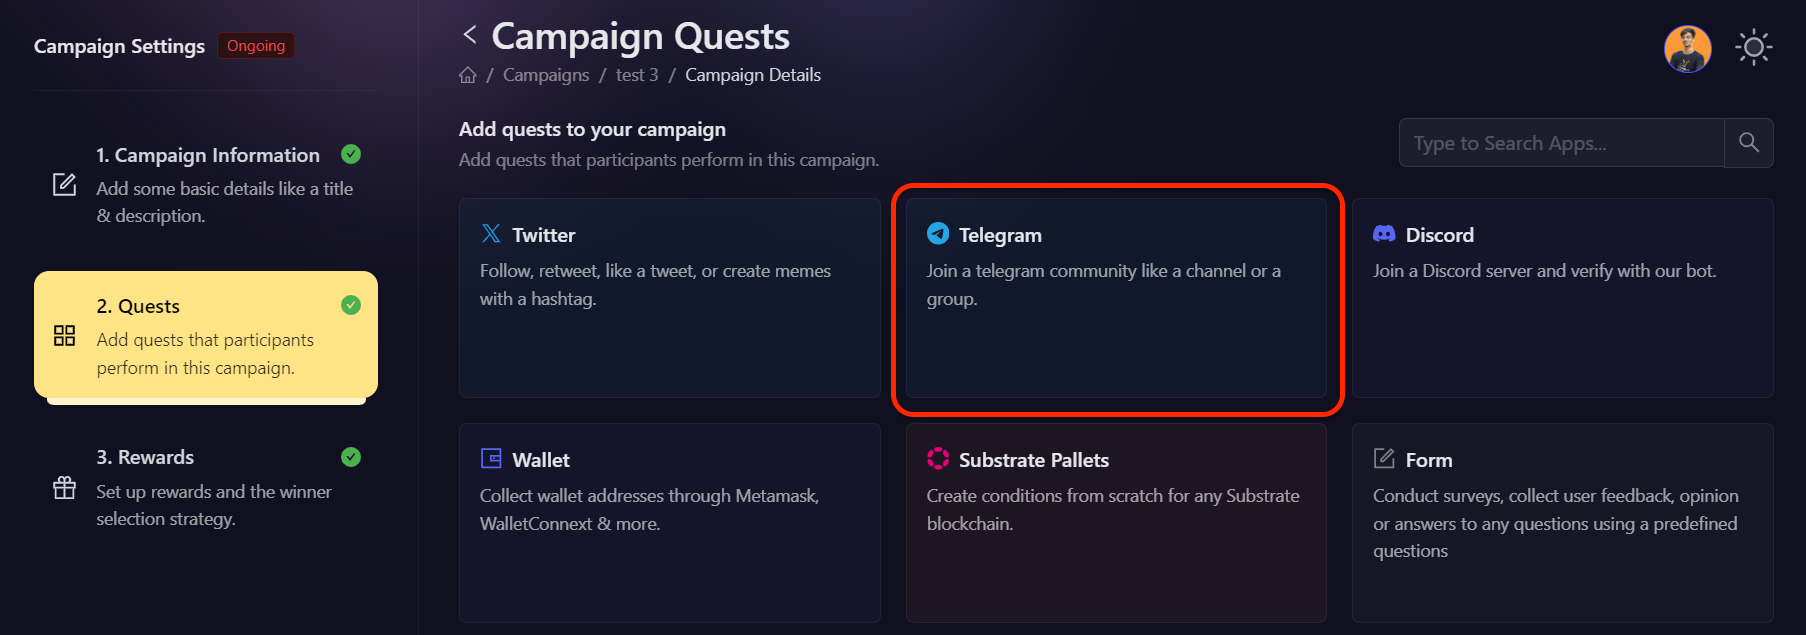 Campaign Settings
Ongoing
1. Campaign Information
Add some basic details like a title
& description.
2. Quests
Add quests that participants
perform in this campaign.
3. Rewards
Set up rewards and the winner
selection strategy.
Campaign Quests
/ Campaigns / test 3 / Campaign Details
Add quests to your campaign
Add quests that participants perform in this campaign.
Type to Search Apps...
Twitter
Follow, retweet, like a tweet, or create memes
with a hashtag.
Telegram
Join a telegram community like a channel or a
group.
Discord
Join a Discord server and verify with our bot.
Wallet
Collect wallet addresses through Metamask,
WalletConnext & more.
Substrate Pallets
Create conditions from scratch for any Substrate
blockchain.
Form
Conduct surveys, collect user feedback, opinion
or answers to any questions using a predefined
questions